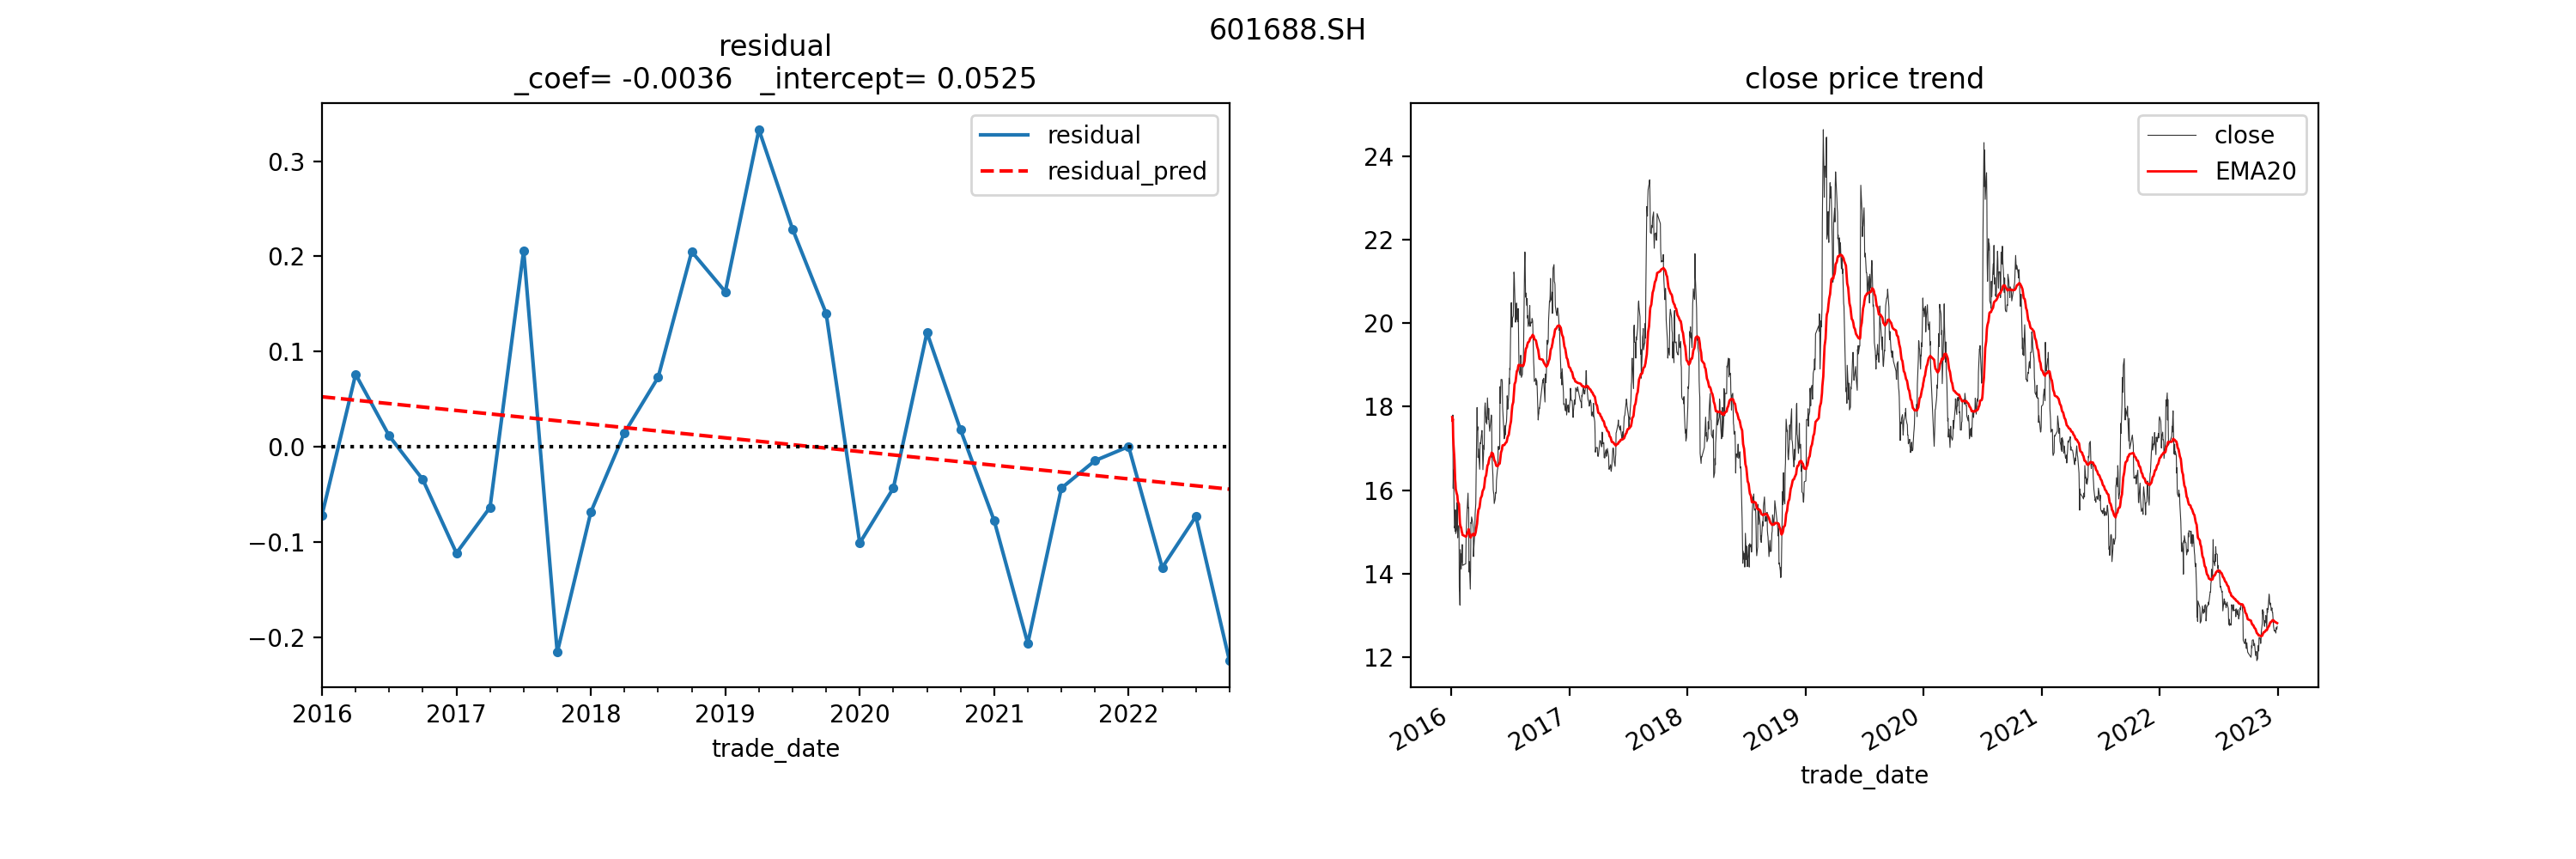 601688.SH
residual
_coef= -0.0036   _intercept= 0.0525
residual
residual_pred
0.3
0.2
0.1
0.0
−0.1
−0.2
2016 2017 2018 2019 2020 2021 2022
trade_date
close price trend
close
EMA20
24
22
20
18
16
14
12
2016 2017 2018 2019 2020 2021 2022 2023
trade_date